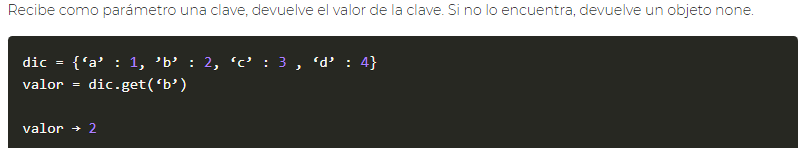 Recibe como parámetro una clave, devuelve el valor de la clave. Si no lo encuentra, devuelve un objeto none.
dic = {‘a’ : 1, ’b’ : 2, ‘c’ : 3 , ‘d’ : 4}
valor = dic.get(‘b’)
valor → 2